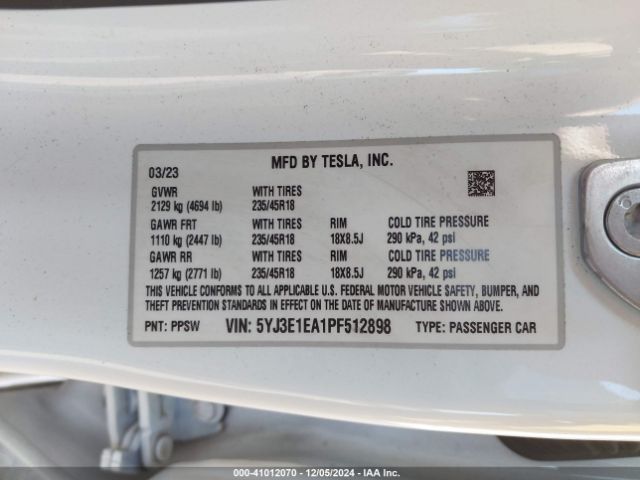 MFD BY TESLA, INC.
03/23
GVWR WITH TIRES
2129 kg (4694 lb) 235/45R18
GAWR FRT WITH TIRES RIM COLD TIRE PRESSURE
1110 kg (2447 lb) 235/45R18 18X8.5J 290 kPa, 42 psi
GAWR RR WITH TIRES RIM COLD TIRE PRESSURE
1257 kg (2771 lb) 235/45R18 18X8.5J 290 kPa, 42 psi
THIS VEHICLE CONFORMS TO ALL APPLICABLE U.S. FEDERAL MOTOR VEHICLE SAFETY, BUMPER, AND
THEFT PREVENTION STANDARDS IN EFFECT ON THE DATE OF MANUFACTURE SHOWN ABOVE.
PNT: PPSW VIN: 5YJ3E1EA1PF512898 TYPE: PASSENGER CAR
000-41012070 - 12/05/2024 - IAA Inc.